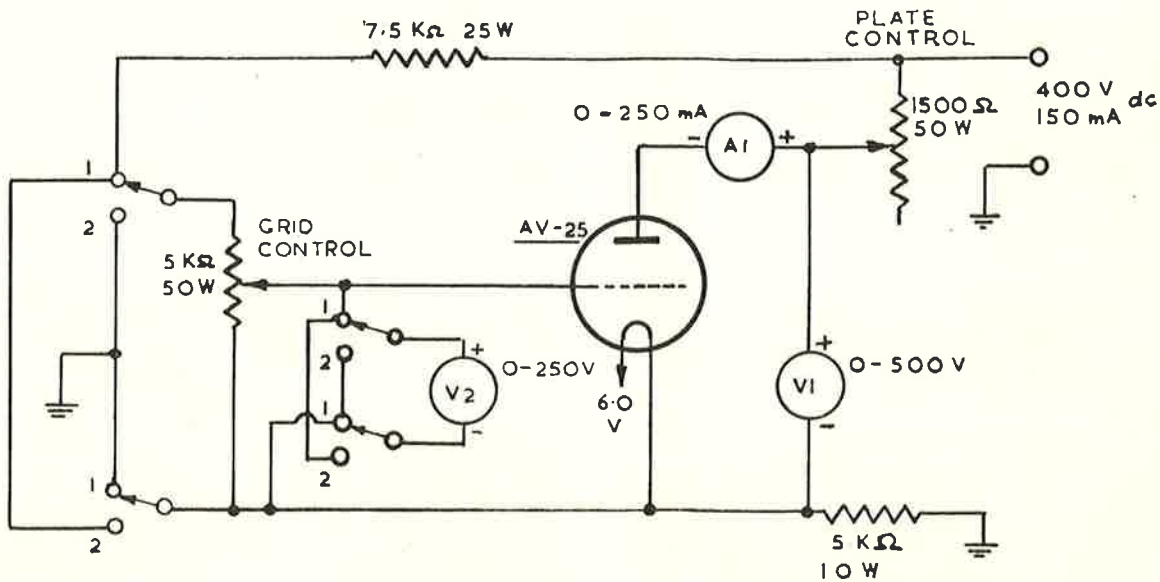 7.5 KΩ 25W
PLATE
CONTROL
400 V
150 mA dc
1500 Ω
50 W
0 - 250 mA
- A1 +
1
2
GRID
CONTROL
5 KΩ
50W
AV-25
1
2
+
V2
-
0-250V
1
2
6.0
V
+
V1
-
0-500 V
1
2
5 KΩ
10 W